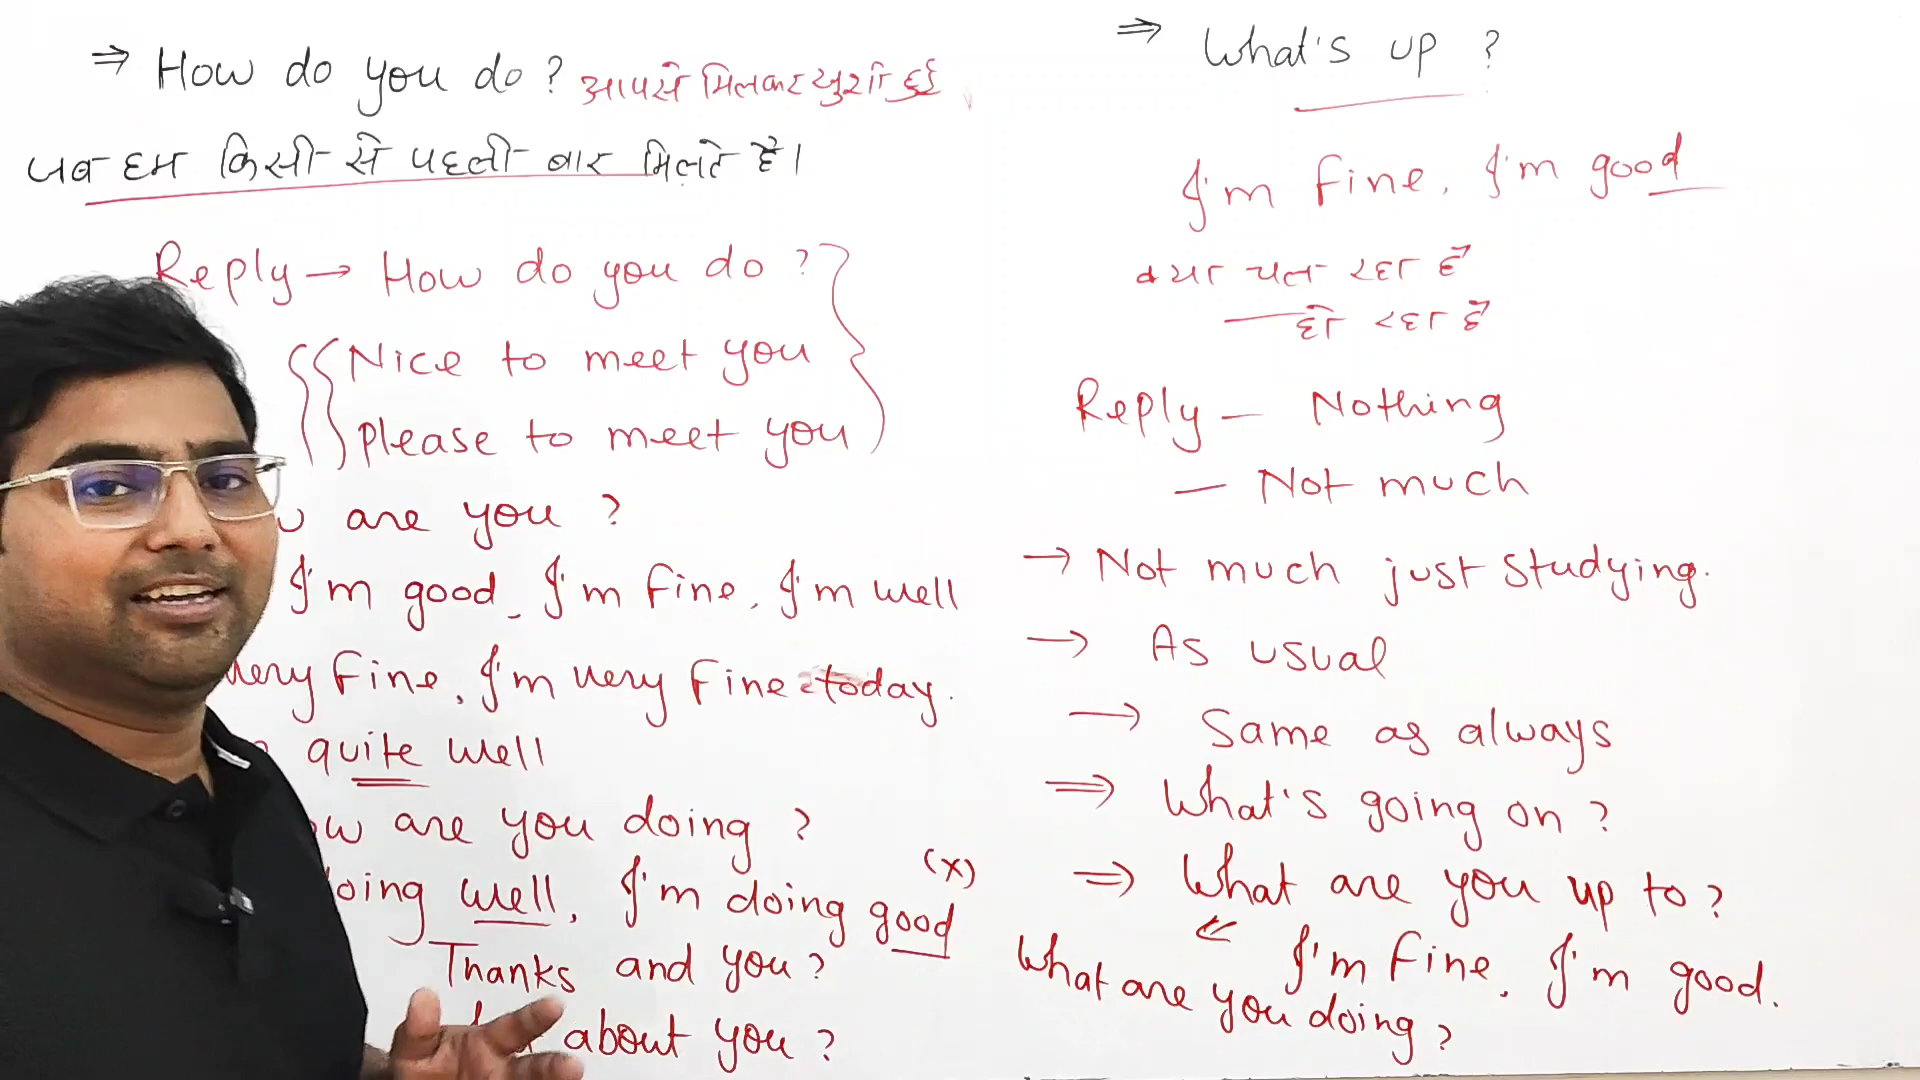 ⇒ How do you do? आपसे मिलकर खुशी हुई
जब हम किसी से पहली बार मिलते हैं।
Reply → How do you do ?
Nice to meet you
please to meet you
are you ?
I'm good, I'm fine, I'm well
very fine, I'm very fine today.
quite well
are you doing ?
doing well, I'm doing good (x)
Thanks and you?
about you ?
⇒ What's up ?
I'm fine, I'm good
क्या चल रहा है
हो रहा है
Reply — Nothing
— Not much
→ Not much just studying.
→ As usual
→ Same as always
⇒ What's going on ?
⇒ What are you up to ?
I'm fine, I'm good.
What are you doing ?